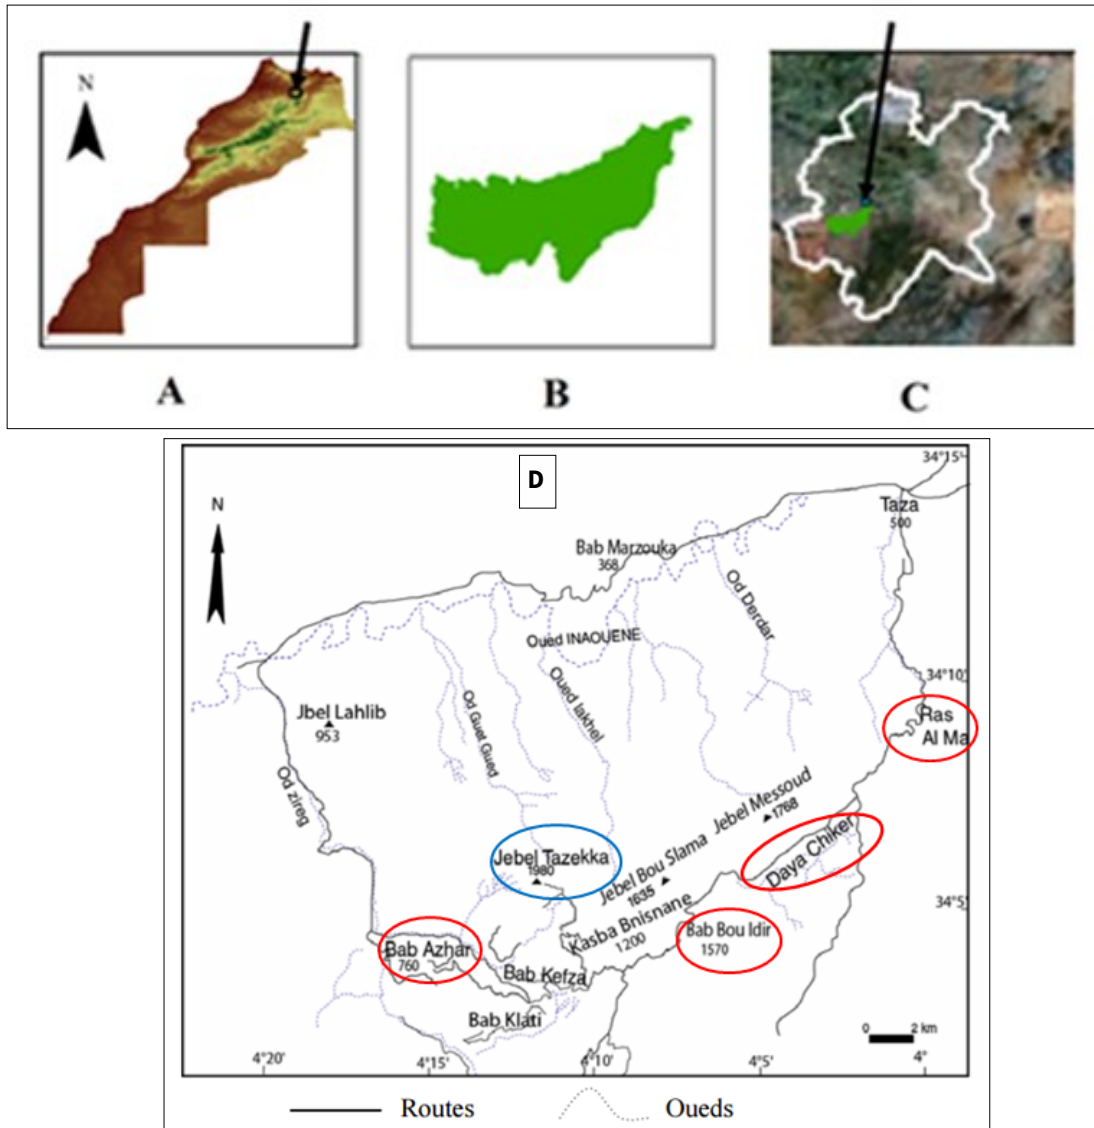 N
A
B
C
D
N
34°15'
Taza
500
Bab Marzouka
368
Od Derdar
Oued INAOUENE
Oued lakhel
34°10'
Jbel Lahlib
953
Od Guet Gued
Ras
Al Ma
Od zireg
Jebel Messoud
1768
Daya Chiker
Jebel Tazekka
1980
Jebel Bou Slama
1635
34°5'
Kasba Bnisnane
1200
Bab Bou Idir
1570
Bab Azhar
760
Bab Kefza
Bab Klati
0 2 km
4°20' 4°15' 4°10' 4°5' 4°
Routes Oueds